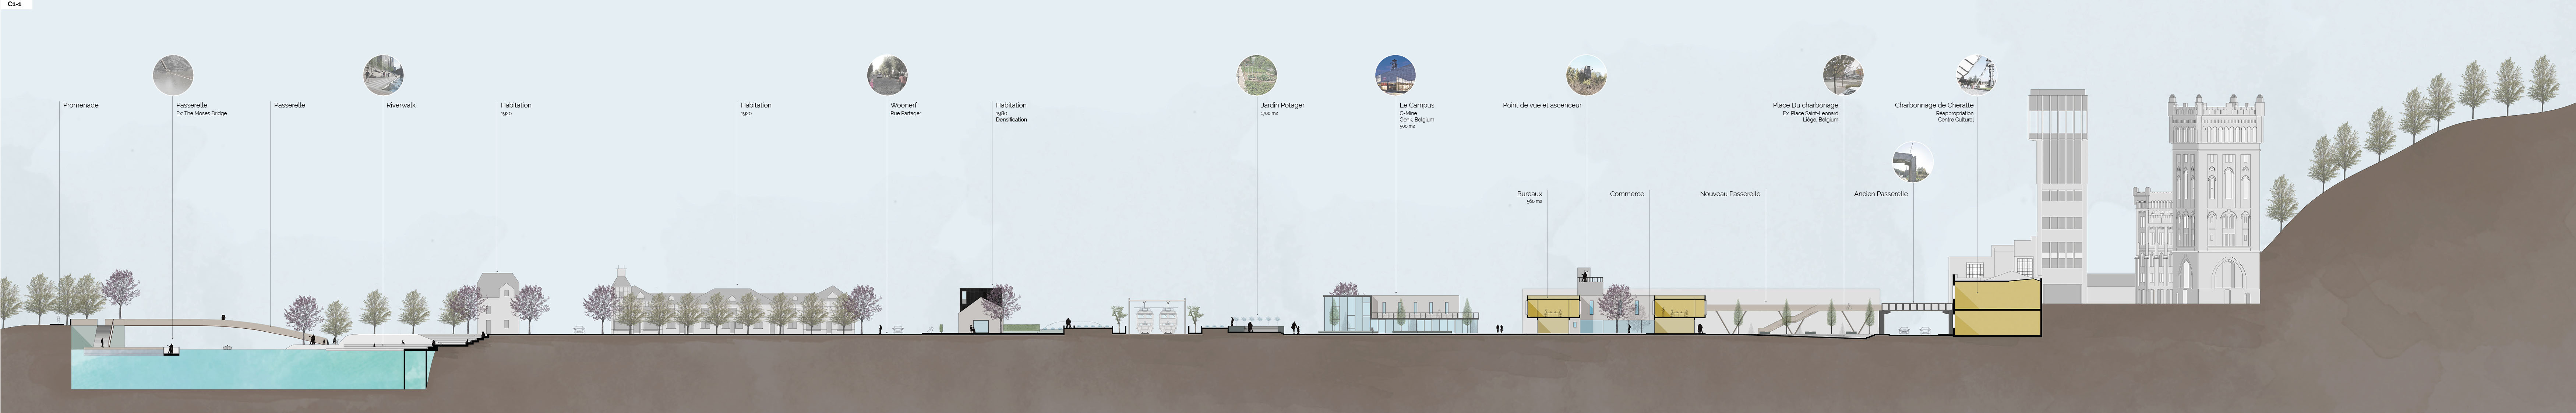 C1-1
Promenade
Passerelle
Ex: The Moses Bridge
Passerelle
Riverwalk
Habitation
1920
Habitation
1920
Woonerf
Rue Partager
Habitation
1980
Densification
Jardin Potager
1700 m2
Le Campus
C-Mine
Genk, Belgium
500 m2
Point de vue et ascenceur
Bureaux
560 m2
Commerce
Nouveau Passerelle
Place Du charbonage
Ex: Place Saint-Leonard
Liège, Belgium
Ancien Passerelle
Charbonnage de Cheratte
Réappropriation
Centre Culturel